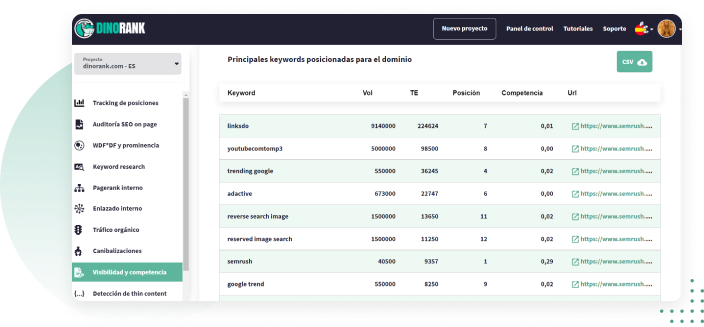 DINORANK
Nuevo proyecto Panel de control Tutoriales Soporte
Proyecto
dinorank.com - ES
Principales keywords posicionadas para el dominio
CSV
Keyword Vol TE Posición Competencia Url
Tracking de posiciones
Auditoría SEO on page
WDF*DF y prominencia
Keyword research
Pagerank interno
Enlazado interno
Tráfico orgánico
Canibalizaciones
Visibilidad y competencia
{...} Detección de thin content
linksdo 9140000 224624 7 0,01 https://www.semrush....
youtubecomtomp3 5000000 98500 8 0,00 https://www.semrush....
trending google 550000 36245 4 0,02 https://www.semrush....
adactive 673000 22747 6 0,00 https://www.semrush....
reverse search image 1500000 13650 11 0,02 https://www.semrush....
reserved image search 1500000 11250 12 0,02 https://www.semrush....
semrush 40500 9357 1 0,29 https://www.semrush....
google trend 550000 8250 9 0,02 https://www.semrush....